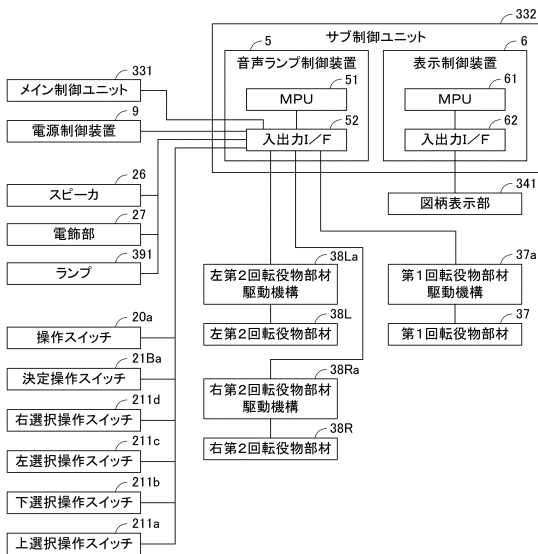 332
サブ制御ユニット
5
音声ランプ制御装置
51
MPU
52
入出力I/F
6
表示制御装置
61
MPU
62
入出力I/F
331
メイン制御ユニット
9
電源制御装置
26
スピーカ
27
電飾部
391
ランプ
341
図柄表示部
38La
左第2回転役物部材
駆動機構
38L
左第2回転役物部材
37a
第1回転役物部材
駆動機構
37
第1回転役物部材
38Ra
右第2回転役物部材
駆動機構
38R
右第2回転役物部材
20a
操作スイッチ
21Ba
決定操作スイッチ
211d
右選択操作スイッチ
211c
左選択操作スイッチ
211b
下選択操作スイッチ
211a
上選択操作スイッチ